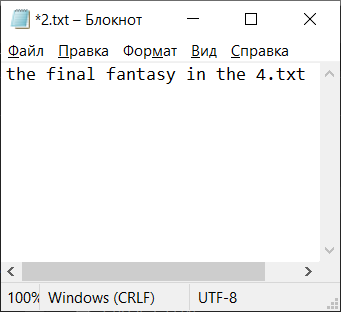 *2.txt – Блокнот
Файл Правка Формат Вид Справка
the final fantasy in the 4.txt
100% Windows (CRLF) UTF-8